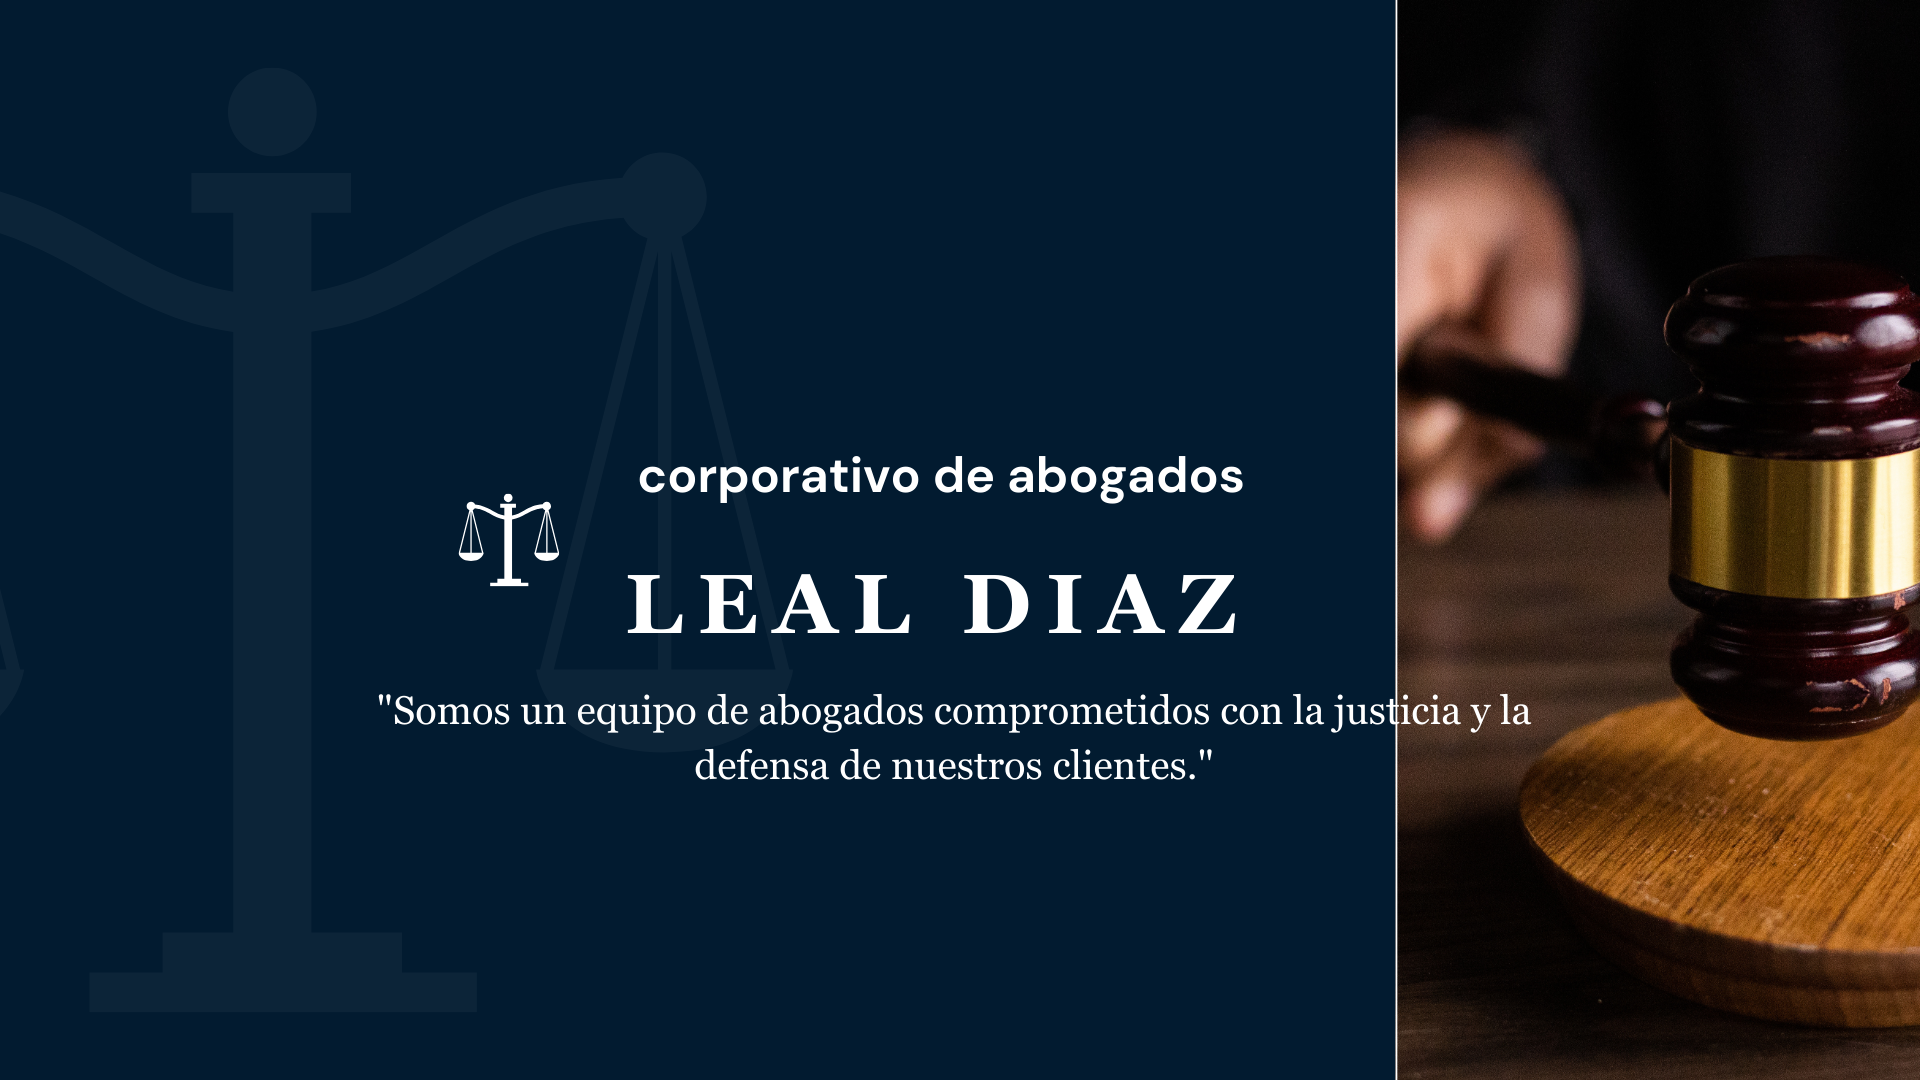 corporativo de abogados
LEAL DIAZ
"Somos un equipo de abogados comprometidos con la justicia y la
defensa de nuestros clientes."